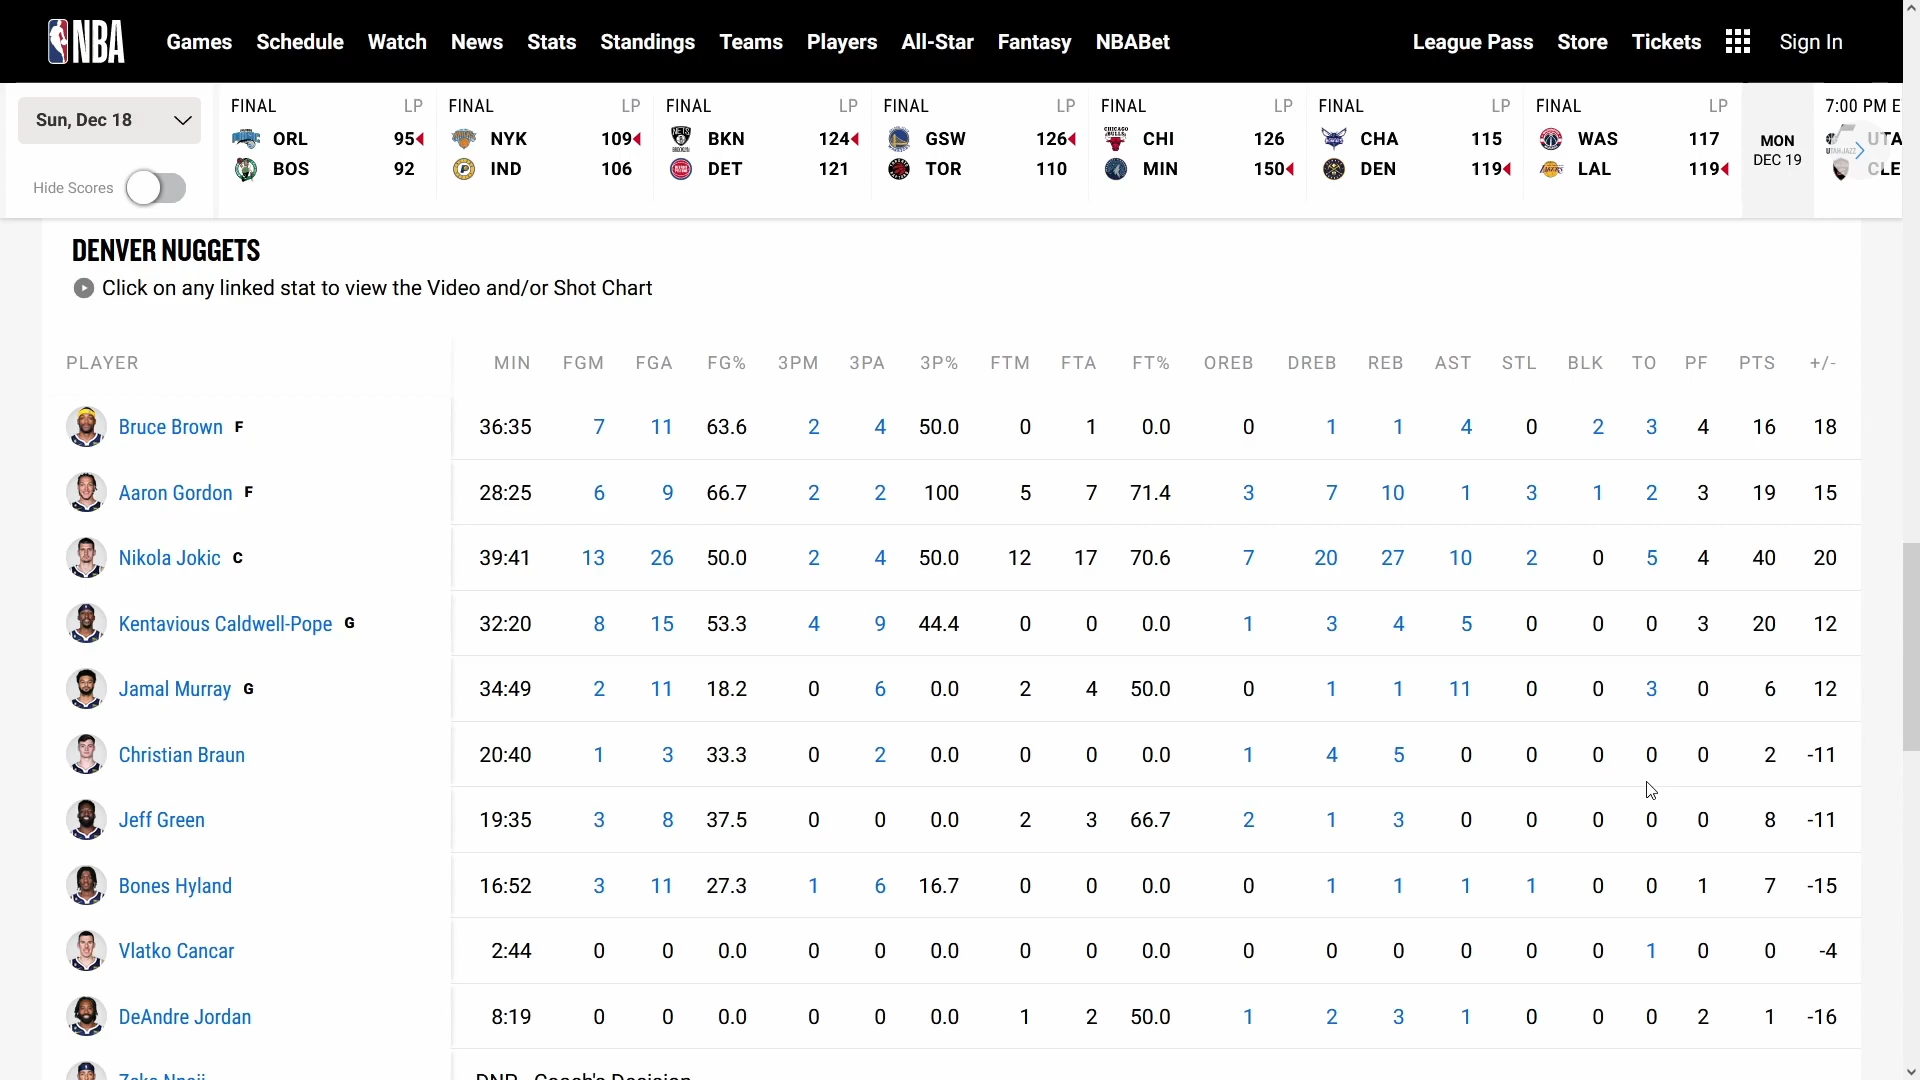 NBA Games Schedule Watch News Stats Standings Teams Players All-Star Fantasy NBABet League Pass Store Tickets Sign In
Sun, Dec 18
Hide Scores
FINAL LP
ORL 95
BOS 92
FINAL LP
NYK 109
IND 106
FINAL LP
BKN 124
DET 121
FINAL LP
GSW 126
TOR 110
FINAL LP
CHI 126
MIN 150
FINAL LP
CHA 115
DEN 119
FINAL LP
WAS 117
LAL 119
MON
DEC 19
7:00 PM E
UTA
CLE
DENVER NUGGETS
Click on any linked stat to view the Video and/or Shot Chart
PLAYER MIN FGM FGA FG% 3PM 3PA 3P% FTM FTA FT% OREB DREB REB AST STL BLK TO PF PTS +/-
Bruce Brown F 36:35 7 11 63.6 2 4 50.0 0 1 0.0 0 1 1 4 0 2 3 4 16 18
Aaron Gordon F 28:25 6 9 66.7 2 2 100 5 7 71.4 3 7 10 1 3 1 2 3 19 15
Nikola Jokic C 39:41 13 26 50.0 2 4 50.0 12 17 70.6 7 20 27 10 2 0 5 4 40 20
Kentavious Caldwell-Pope G 32:20 8 15 53.3 4 9 44.4 0 0 0.0 1 3 4 5 0 0 0 3 20 12
Jamal Murray G 34:49 2 11 18.2 0 6 0.0 2 4 50.0 0 1 1 11 0 0 3 0 6 12
Christian Braun 20:40 1 3 33.3 0 2 0.0 0 0 0.0 1 4 5 0 0 0 0 0 2 -11
Jeff Green 19:35 3 8 37.5 0 0 0.0 2 3 66.7 2 1 3 0 0 0 0 0 8 -11
Bones Hyland 16:52 3 11 27.3 1 6 16.7 0 0 0.0 0 1 1 1 1 0 0 1 7 -15
Vlatko Cancar 2:44 0 0 0.0 0 0 0.0 0 0 0.0 0 0 0 0 0 0 1 0 0 -4
DeAndre Jordan 8:19 0 0 0.0 0 0 0.0 1 2 50.0 1 2 3 1 0 0 0 2 1 -16
DNP - Coach's Decision